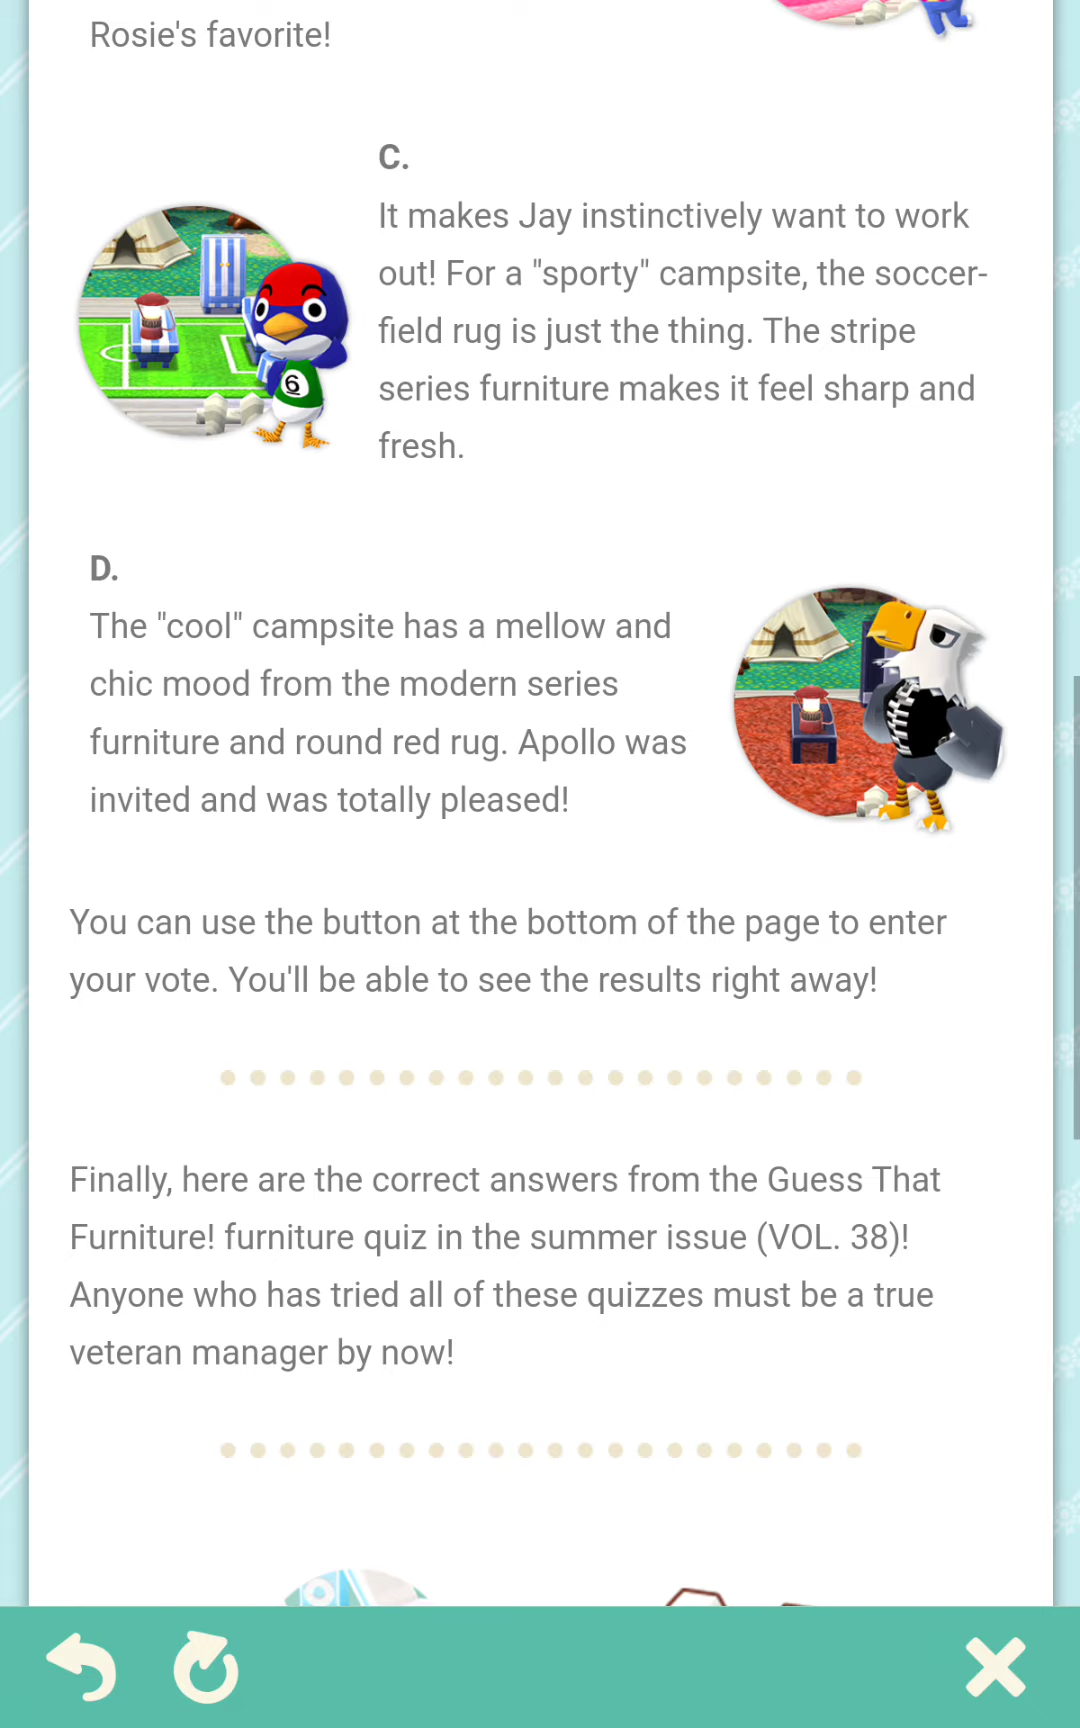 Rosie's favorite!
C.
It makes Jay instinctively want to work
out! For a "sporty" campsite, the soccer-
field rug is just the thing. The stripe
series furniture makes it feel sharp and
fresh.
6
D.
The "cool" campsite has a mellow and
chic mood from the modern series
furniture and round red rug. Apollo was
invited and was totally pleased!
You can use the button at the bottom of the page to enter
your vote. You'll be able to see the results right away!
Finally, here are the correct answers from the Guess That
Furniture! furniture quiz in the summer issue (VOL. 38)!
Anyone who has tried all of these quizzes must be a true
veteran manager by now!